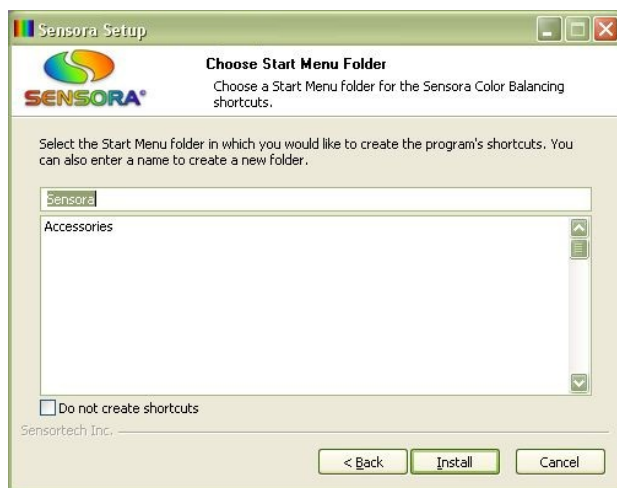 Sensora Setup
SENSORA®
Choose Start Menu Folder
Choose a Start Menu folder for the Sensora Color Balancing
shortcuts.
Select the Start Menu folder in which you would like to create the program's shortcuts. You
can also enter a name to create a new folder.
Sensora
Accessories
Do not create shortcuts
Sensortech Inc.
< Back
Install
Cancel